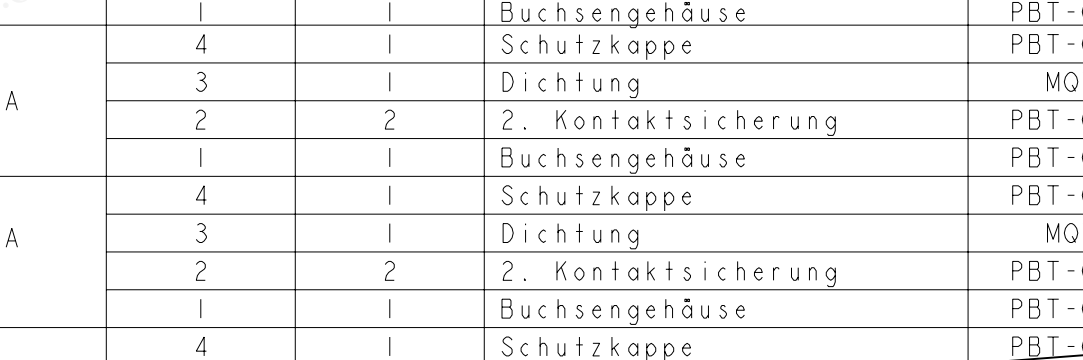 1 1 Buchsengehäuse PBT-
4 1 Schutzkappe PBT-
A
3 1 Dichtung MQ
2 2 2. Kontaktsicherung PBT-
1 1 Buchsengehäuse PBT-
4 1 Schutzkappe PBT-
A
3 1 Dichtung MQ
2 2 2. Kontaktsicherung PBT-
1 1 Buchsengehäuse PBT-
4 1 Schutzkappe PBT-